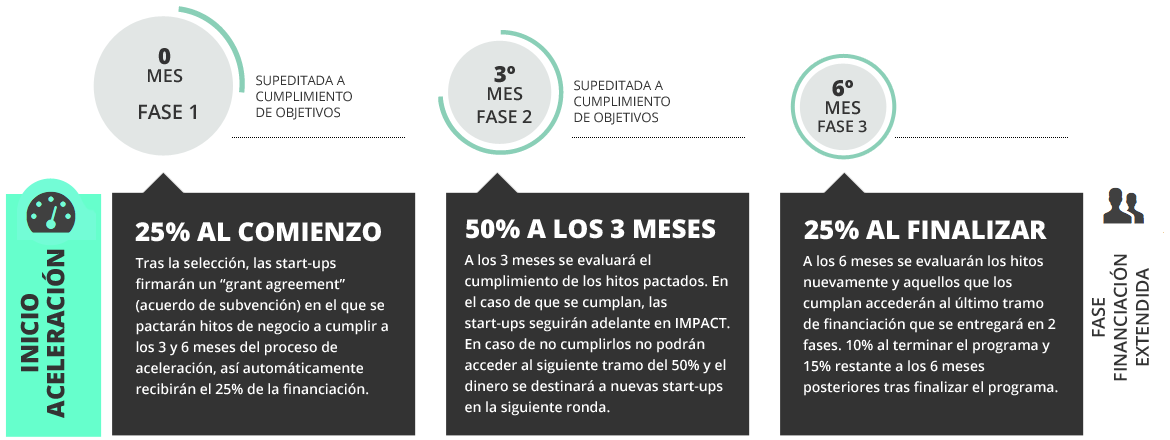 0
MES
FASE 1
SUPEDITADA A
CUMPLIMIENTO
DE OBJETIVOS
3º
MES
FASE 2
SUPEDITADA A
CUMPLIMIENTO
DE OBJETIVOS
6º
MES
FASE 3
INICIO
ACELERACIÓN
25% AL COMIENZO
Tras la selección, las start-ups
firmarán un “grant agreement”
(acuerdo de subvención) en el que se
pactarán hitos de negocio a cumplir a
los 3 y 6 meses del proceso de
aceleración, así automáticamente
recibirán el 25% de la financiación.
50% A LOS 3 MESES
A los 3 meses se evaluará el
cumplimiento de los hitos pactados. En
el caso de que se cumplan, las
start-ups seguirán adelante en IMPACT.
En caso de no cumplirlos no podrán
acceder al siguiente tramo del 50% y el
dinero se destinará a nuevas start-ups
en la siguiente ronda.
25% AL FINALIZAR
A los 6 meses se evaluarán los hitos
nuevamente y aquellos que los
cumplan accederán al último tramo
de financiación que se entregará en 2
fases. 10% al terminar el programa y
15% restante a los 6 meses
posteriores tras finalizar el programa.
FASE
FINANCIACIÓN
EXTENDIDA